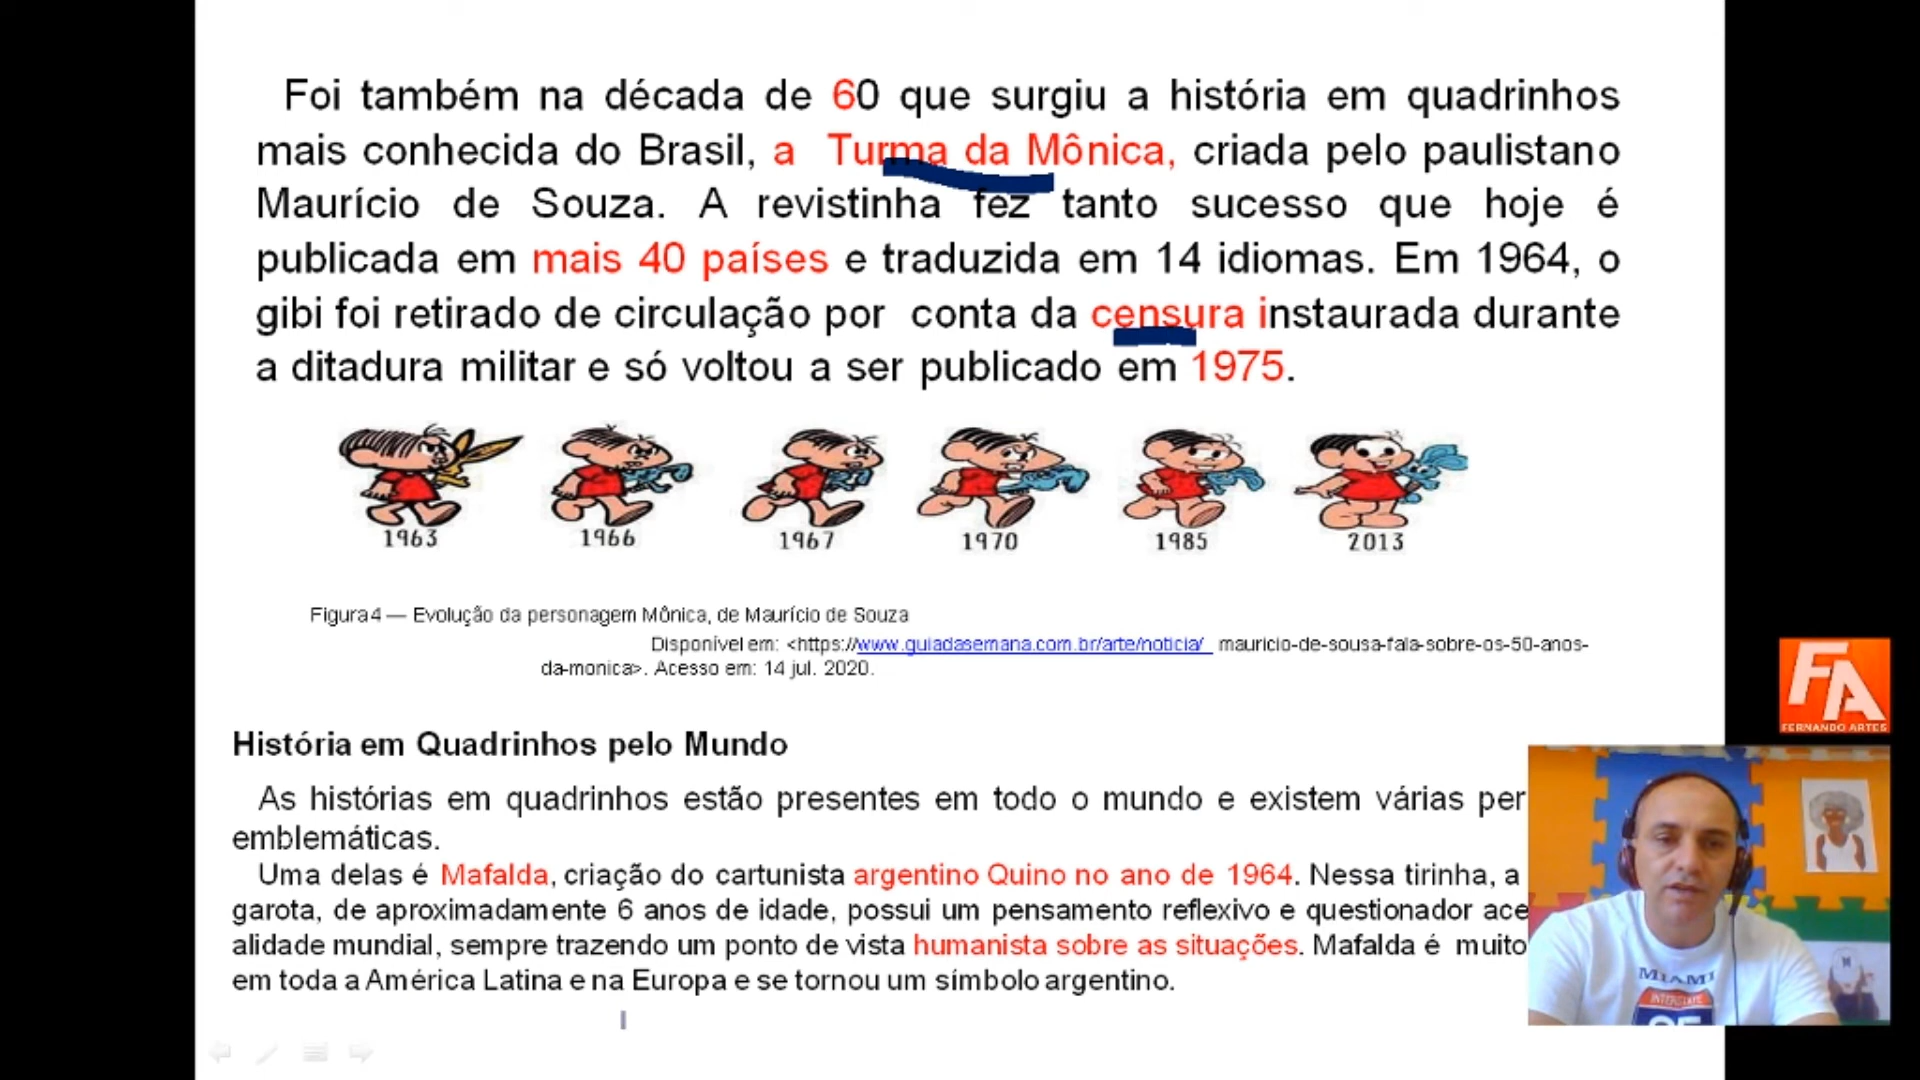 Foi também na década de 60 que surgiu a história em quadrinhos
mais conhecida do Brasil, a Turma da Mônica, criada pelo paulistano
Maurício de Souza. A revistinha fez tanto sucesso que hoje é
publicada em mais 40 países e traduzida em 14 idiomas. Em 1964, o
gibi foi retirado de circulação por conta da censura instaurada durante
a ditadura militar e só voltou a ser publicado em 1975.
1963 1966 1967 1970 1985 2013
Figura 4 — Evolução da personagem Mônica, de Maurício de Souza
Disponível em: <https://www.guiadasemana.com.br/arte/noticia/ mauricio-de-sousa-fala-sobre-os-50-anos-
da-monica>. Acesso em: 14 jul. 2020.
FA
FERNANDO ARTES
História em Quadrinhos pelo Mundo
As histórias em quadrinhos estão presentes em todo o mundo e existem várias per
emblemáticas.
Uma delas é Mafalda, criação do cartunista argentino Quino no ano de 1964. Nessa tirinha, a
garota, de aproximadamente 6 anos de idade, possui um pensamento reflexivo e questionador ace
alidade mundial, sempre trazendo um ponto de vista humanista sobre as situações. Mafalda é muito
em toda a América Latina e na Europa e se tornou um símbolo argentino.
MIAMI
INTERSTATE